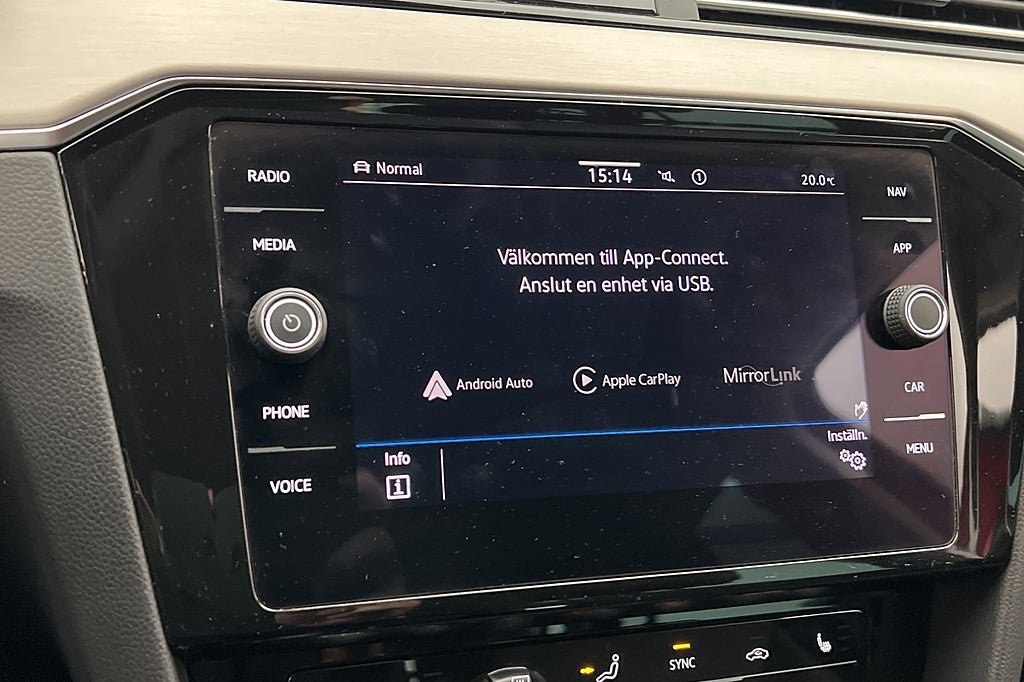 RADIO
MEDIA
PHONE
VOICE
Normal
15:14
1
20.0°C
Välkommen till App-Connect.
Anslut en enhet via USB.
Android Auto
Apple CarPlay
MirrorLink
Info
i
Inställn.
NAV
APP
CAR
MENU
SYNC